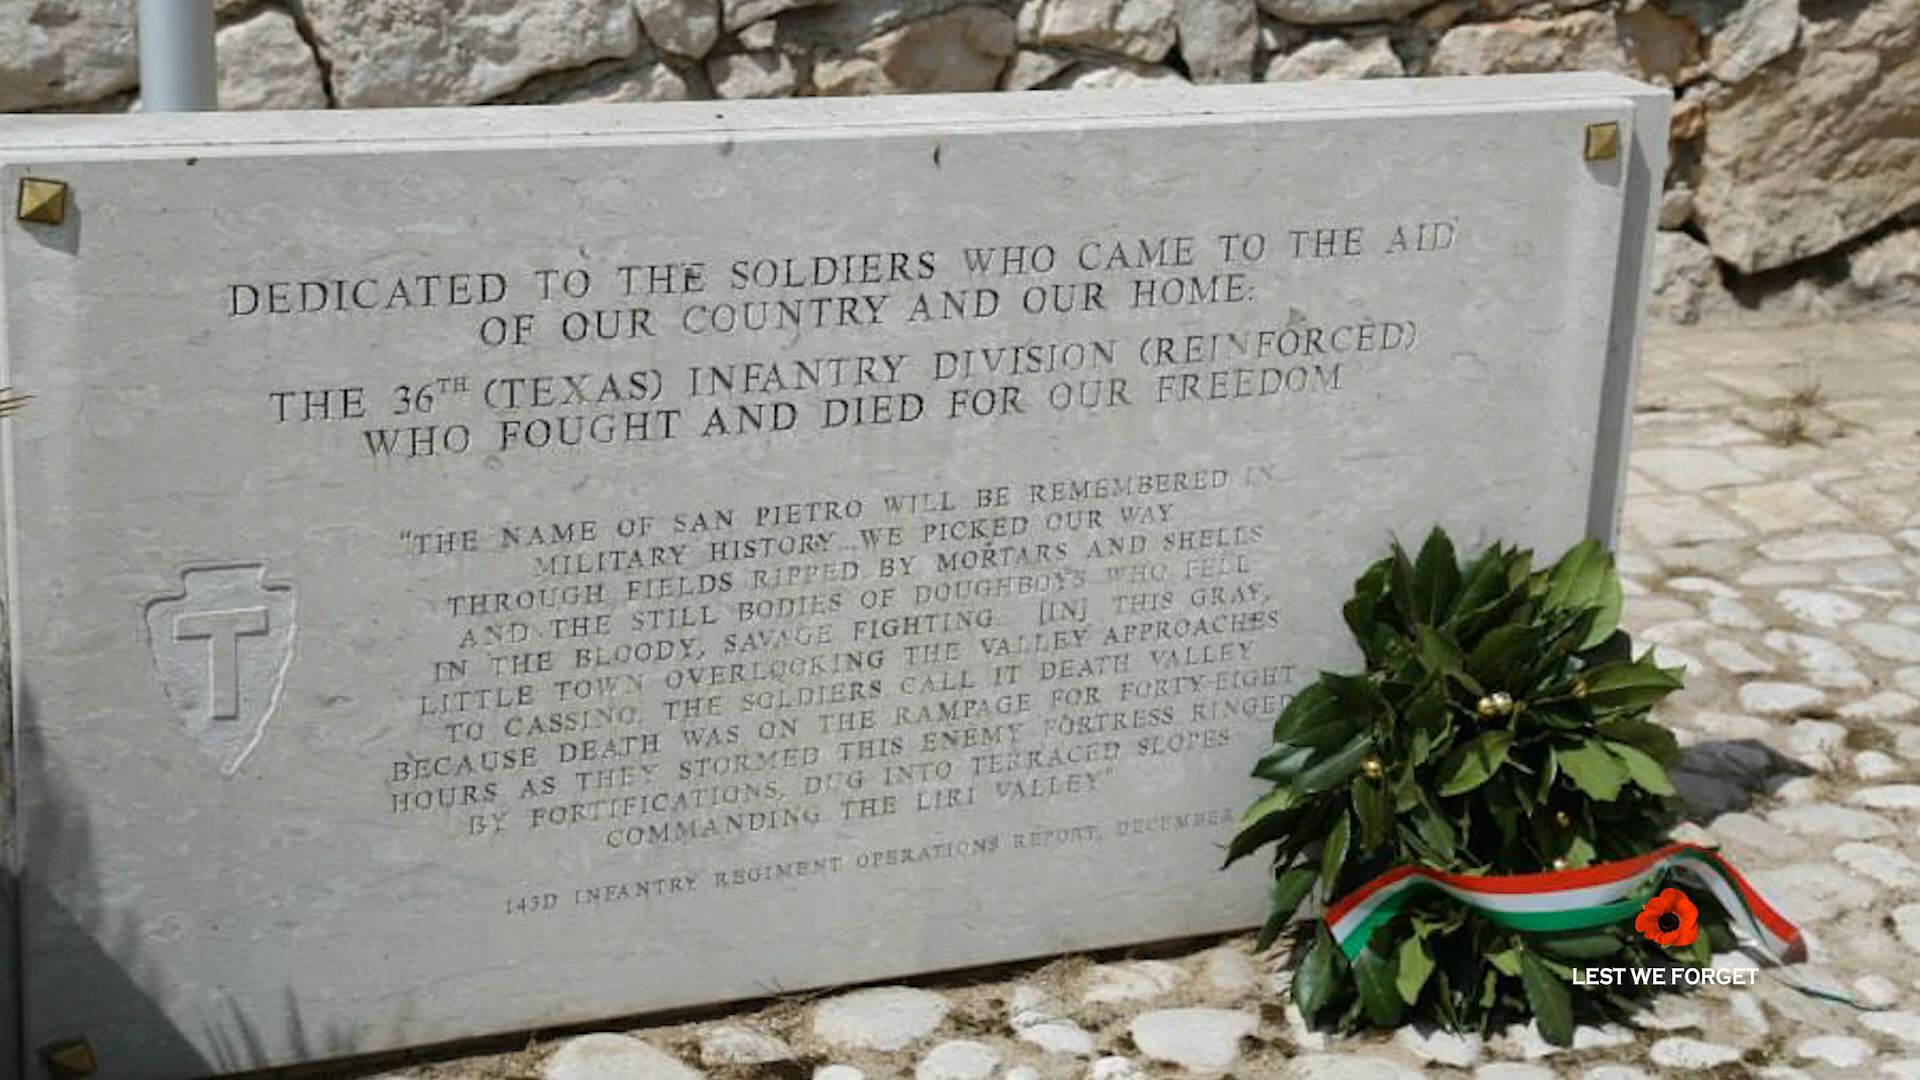 DEDICATED TO THE SOLDIERS WHO CAME TO THE AID
OF OUR COUNTRY AND OUR HOME:
THE 36TH (TEXAS) INFANTRY DIVISION (REINFORCED)
WHO FOUGHT AND DIED FOR OUR FREEDOM
"THE NAME OF SAN PIETRO WILL BE REMEMBERED IN
MILITARY HISTORY...WE PICKED OUR WAY
THROUGH FIELDS RIPPED BY MORTARS AND SHELLS
AND THE STILL BODIES OF DOUGHBOYS WHO FELL
IN THE BLOODY, SAVAGE FIGHTING. [IN] THIS GRAY,
LITTLE TOWN OVERLOOKING THE VALLEY APPROACHES
TO CASSINO. THE SOLDIERS CALL IT DEATH VALLEY
BECAUSE DEATH WAS ON THE RAMPAGE FOR FORTY-EIGHT
HOURS AS THEY STORMED THIS ENEMY FORTRESS RINGED
BY FORTIFICATIONS, DUG INTO TERRACED SLOPES
COMMANDING THE LIRI VALLEY"
143D INFANTRY REGIMENT OPERATIONS REPORT, DECEMBER
T
LEST WE FORGET